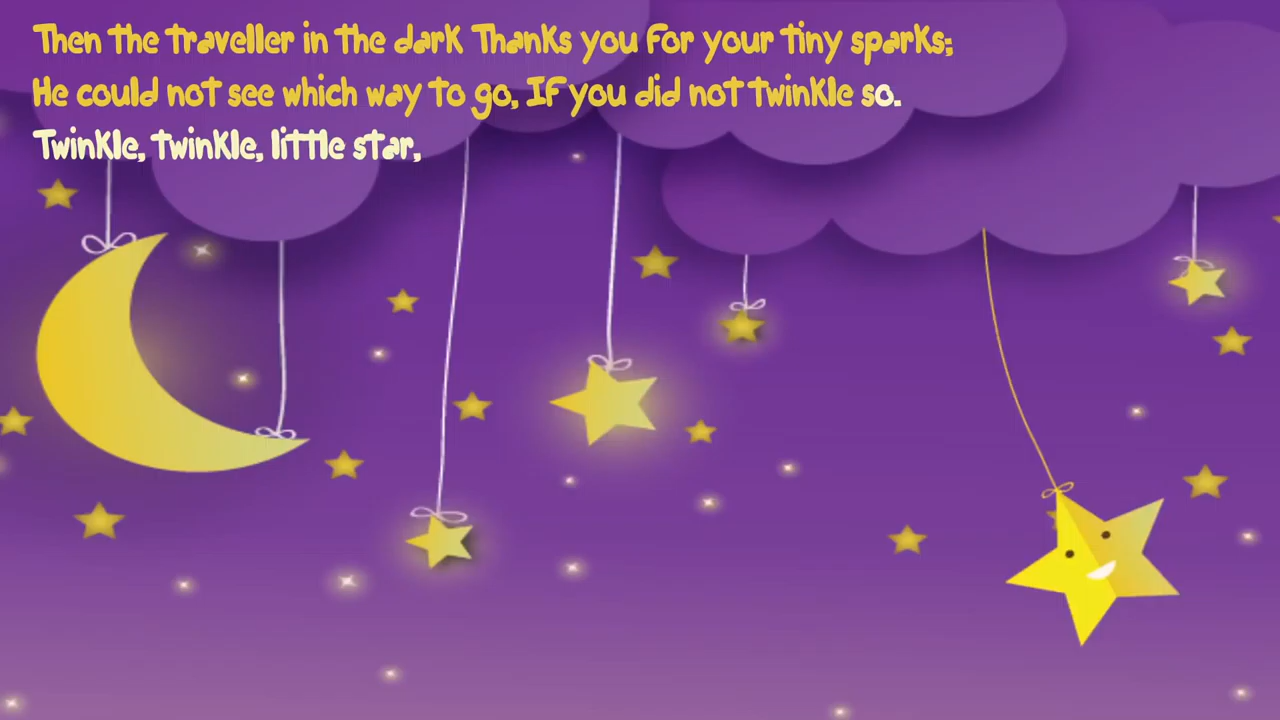 Then the traveller in the dark Thanks you for your tiny sparks;
He could not see which way to go, If you did not twinkle so.
Twinkle, twinkle, little star,